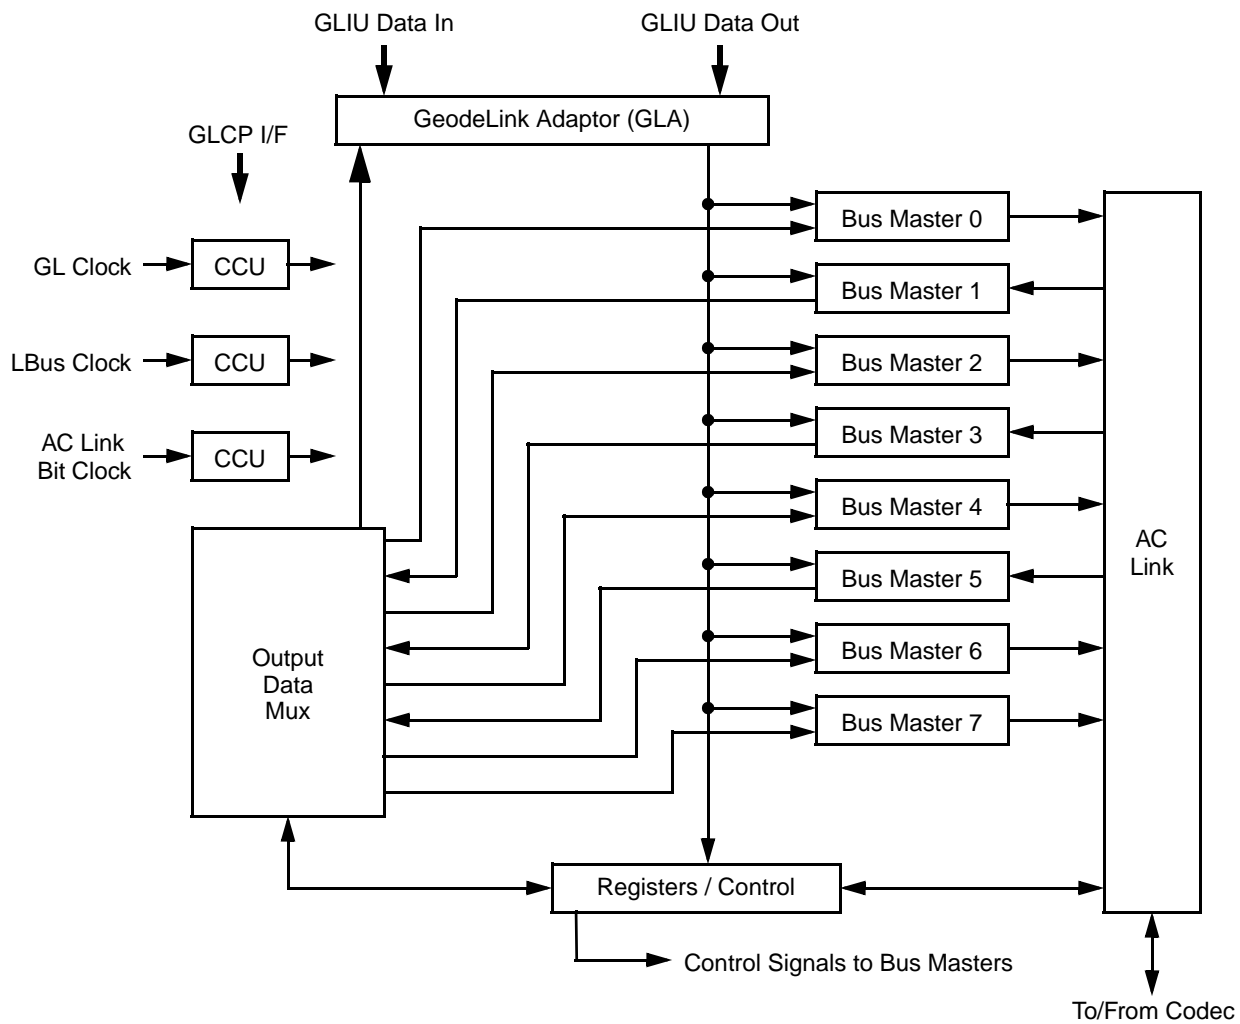 GLIU Data In
GLIU Data Out
GeodeLink Adaptor (GLA)
GLCP I/F
Bus Master 0
GL Clock
CCU
Bus Master 1
LBus Clock
CCU
Bus Master 2
AC Link
Bit Clock
CCU
Bus Master 3
Bus Master 4
AC
Link
Bus Master 5
Output
Data
Mux
Bus Master 6
Bus Master 7
Registers / Control
Control Signals to Bus Masters
To/From Codec